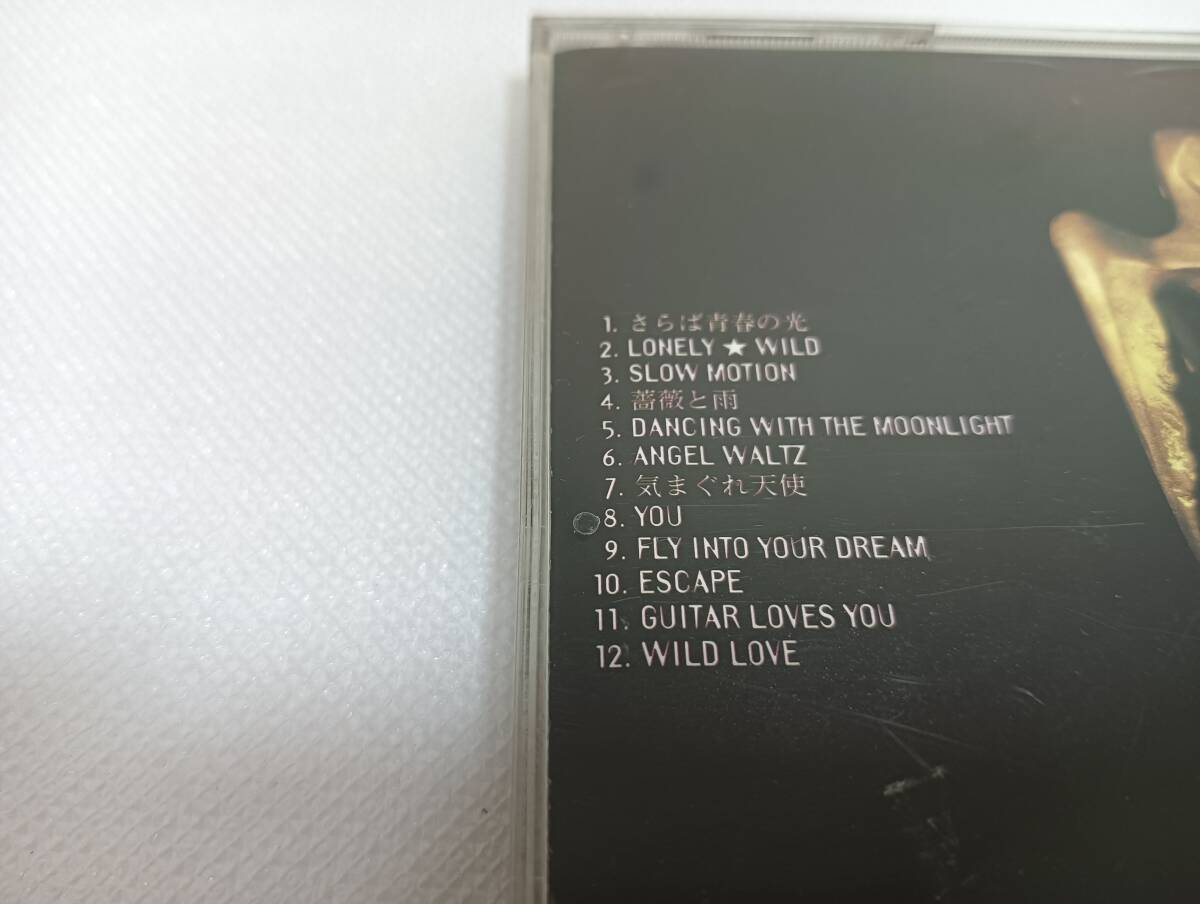 1. さらば青春の光
2. LONELY ★ WILD
3. SLOW MOTION
4. 薔薇と雨
5. DANCING WITH THE MOONLIGHT
6. ANGEL WALTZ
7. 気まぐれ天使
8. YOU
9. FLY INTO YOUR DREAM
10. ESCAPE
11. GUITAR LOVES YOU
12. WILD LOVE